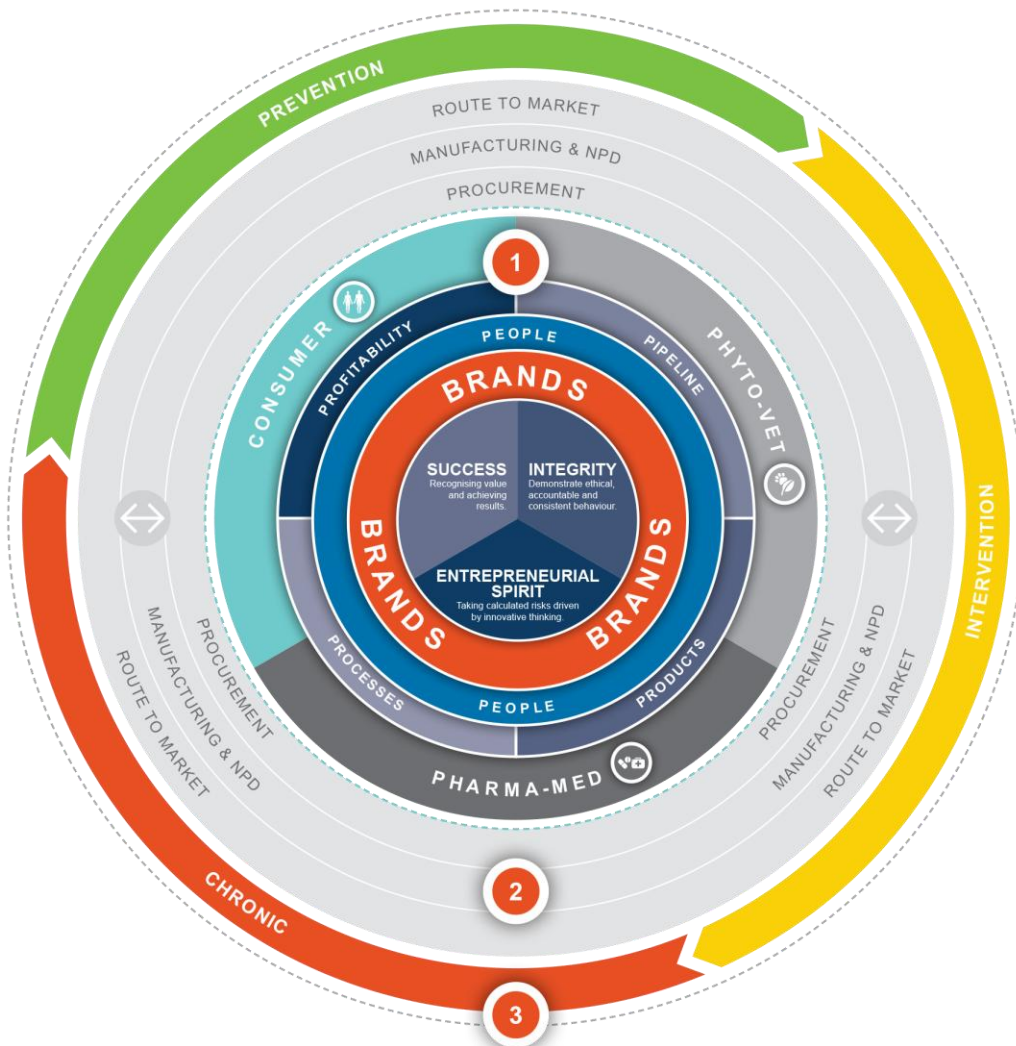 PREVENTION
ROUTE TO MARKET
MANUFACTURING & NPD
PROCUREMENT
1
CONSUMER
PHYTO-VET
PROFITABILITY
PIPELINE
PEOPLE
BRANDS
SUCCESS
Recognising value
and achieving
results.
INTEGRITY
Demonstrate ethical,
accountable and
consistent behaviour.
ENTREPRENEURIAL
SPIRIT
Taking calculated risks driven
by innovative thinking.
BRANDS
BRANDS
INTERVENTION
PROCESSES
PRODUCTS
PEOPLE
PHARMA-MED
PROCUREMENT
MANUFACTURING & NPD
ROUTE TO MARKET
PROCUREMENT
MANUFACTURING & NPD
ROUTE TO MARKET
2
CHRONIC
3